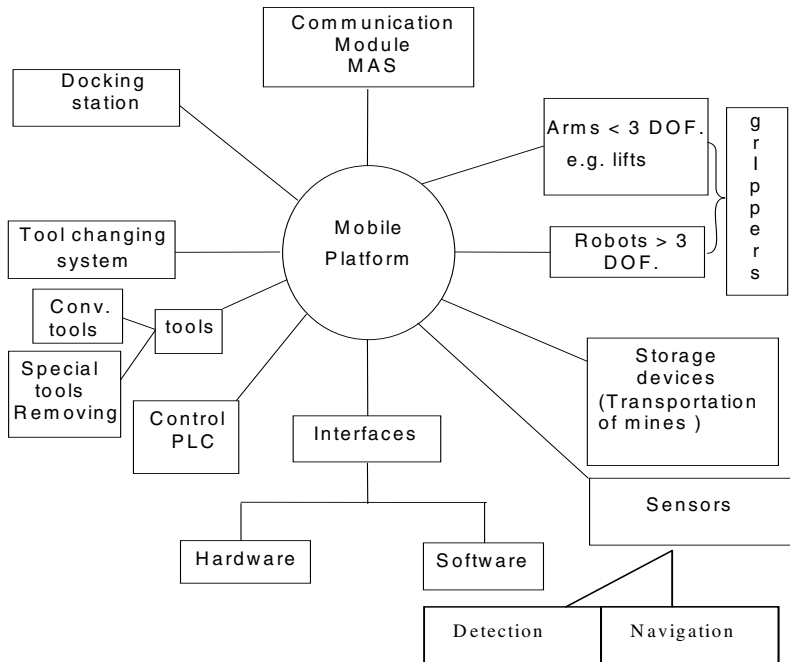 Communication
Module
MAS
Docking
station
Arms < 3 DOF.
e.g. lifts
grIppers
Mobile
Platform
Tool changing
system
Robots > 3
DOF.
Conv.
tools
tools
Special
tools
Removing
Control
PLC
Interfaces
Storage
devices
(Transportation
of mines )
Sensors
Hardware
Software
Detection
Navigation